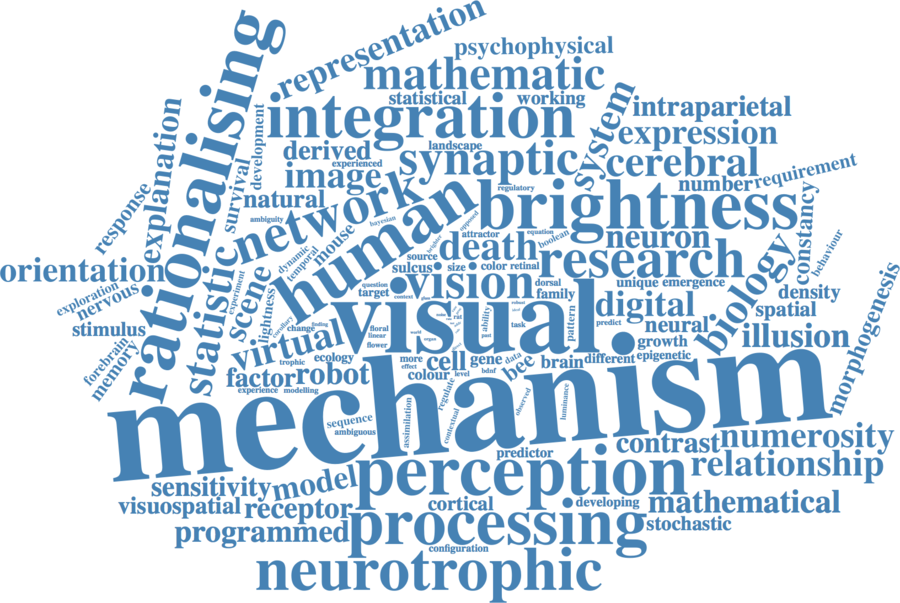 representation
psychophysical
mathematic
statistical
working
rationalising
integration
system
intraparietal
explanation
development
landscape
expression
derived
experienced
synaptic
cerebral
image
survival
number
requirement
response
natural
network
human
regulatory
brightness
constancy
ambiguity
bayesian
opposed
attractor
equation
boolean
neuron
behaviour
mouse
brighter
death
research
biology
orientation
statistic
dynamic
temporal
source
sulcus
size
color
retinal
exploration
nervous
experiment
scene
lightness
question
target
context
vision
dorsal
family
unique
emergence
density
digital
spatial
morphogenesis
stimulus
corollary
change
finding
floral
linear
flower
visual
ability
task
pattern
predict
neural
growth
illusion
forebrain
memory
virtual
trophic
ecology
more
effect
cell
gene
data
bee
brain
different
epigenetic
factor
robot
colour
level
bdnf
experience
modelling
mechanism
regulate
observed
luminance
assimilation
contextual
sequence
ambiguous
contrast
numerosity
predictor
perception
relationship
sensitivity
model
visuospatial
receptor
cortical
developing
mathematical
programmed
processing
stochastic
configuration
neurotrophic